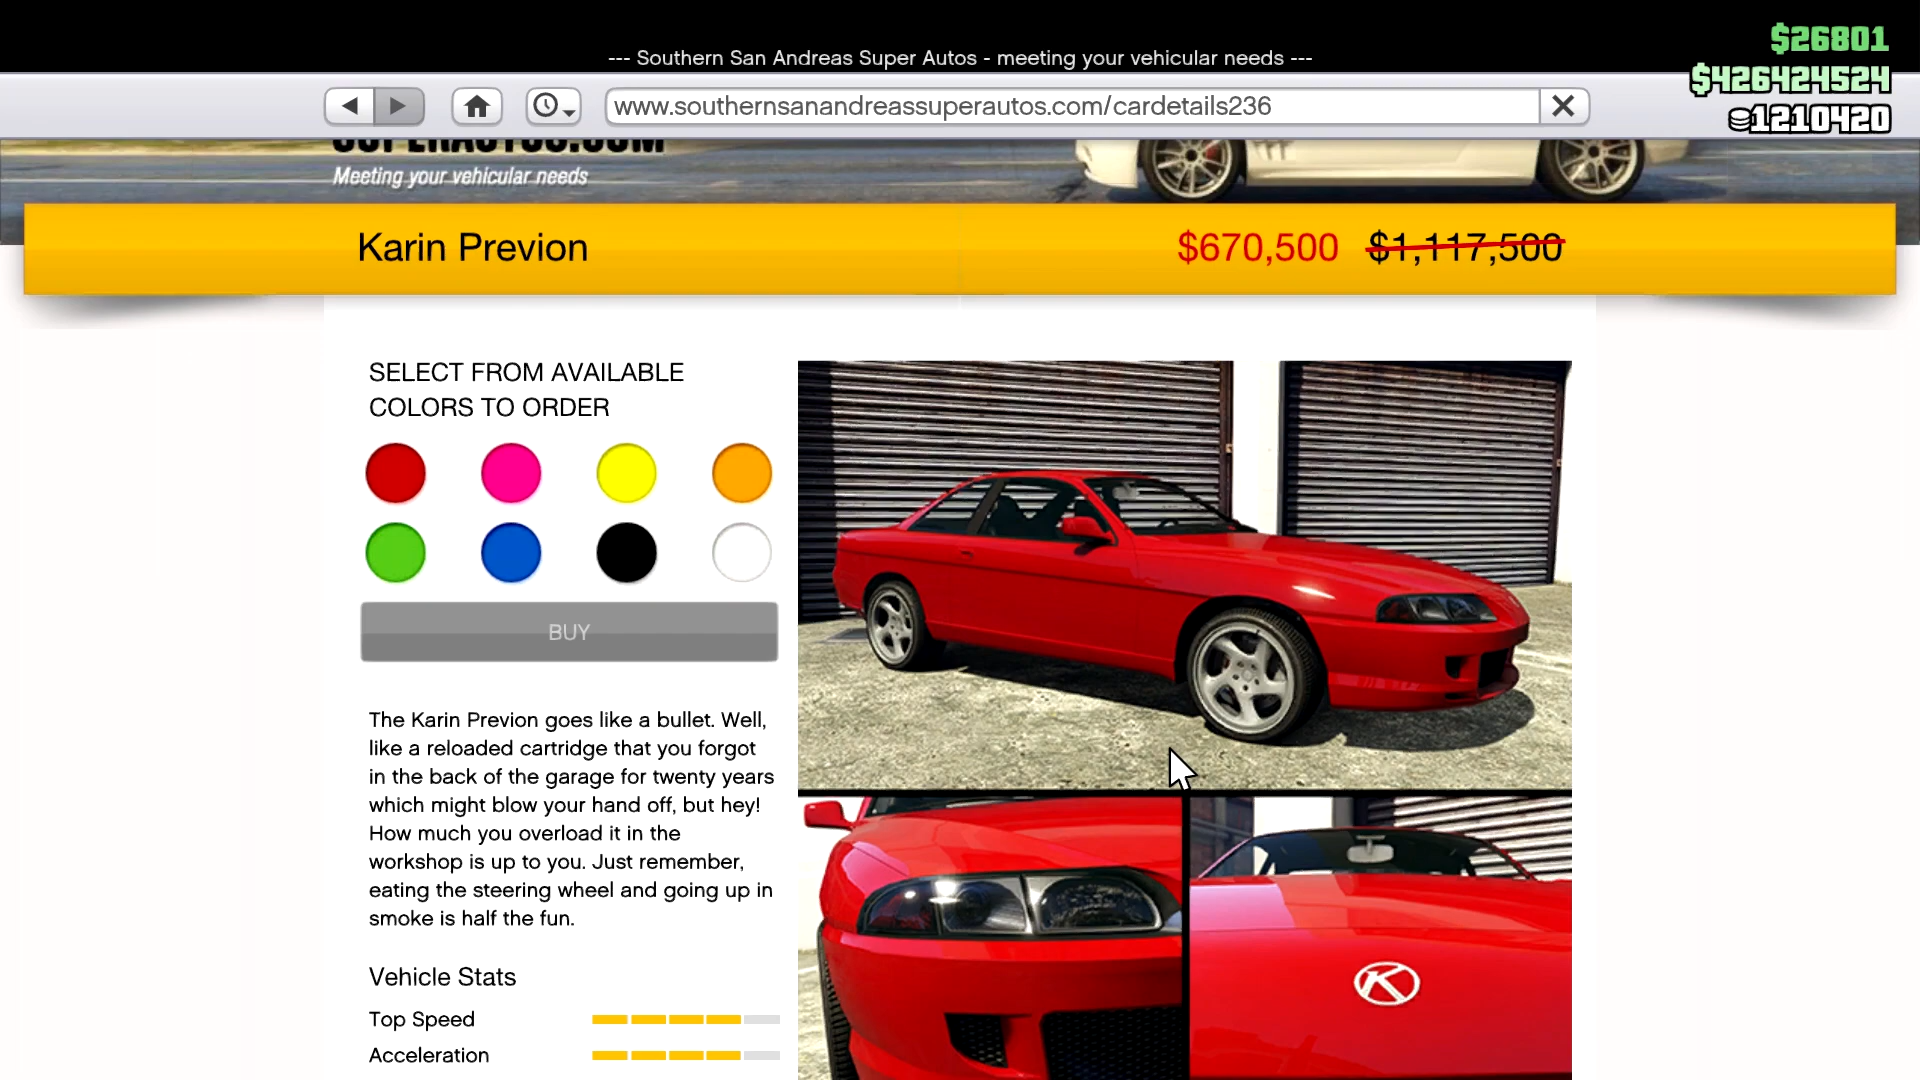 $26801
--- Southern San Andreas Super Autos - meeting your vehicular needs ---
$426424524
www.southernsanandreassuperautos.com/cardetails236
1210420
SUPERAUTOS.COM
Meeting your vehicular needs
Karin Previon
$670,500 $1,117,500
SELECT FROM AVAILABLE
COLORS TO ORDER
BUY
The Karin Previon goes like a bullet. Well,
like a reloaded cartridge that you forgot
in the back of the garage for twenty years
which might blow your hand off, but hey!
How much you overload it in the
workshop is up to you. Just remember,
eating the steering wheel and going up in
smoke is half the fun.
Vehicle Stats
Top Speed
Acceleration
K